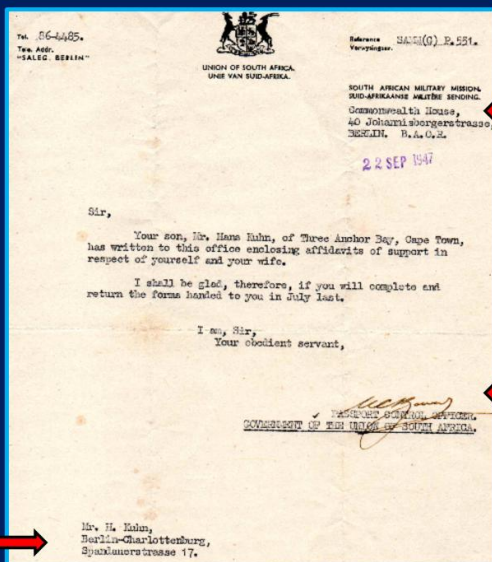 Tel. 86-4485.
Tele. Addr.
"SALEG. BERLIN"
UNION OF SOUTH AFRICA.
UNIE VAN SUID-AFRIKA.
Reference SAMM(G) P.551.
Verwysingsnr.
SOUTH AFRICAN MILITARY MISSION.
SUID-AFRIKAANSE MILITÊRE SENDING.
Commonwealth House,
40 Johannisbergerstrasse,
BERLIN. B.A.O.R.
22 SEP 1947
Sir,
Your son, Mr. Hans Kuhn, of Three Anchor Bay, Cape Town,
has written to this office enclosing affidavits of support in
respect of yourself and your wife.
I shall be glad, therefore, if you will complete and
return the forms handed to you in July last.
I am, Sir,
Your obedient servant,
PASSPORT CONTROL OFFICER.
GOVERNMENT OF THE UNION OF SOUTH AFRICA.
Mr. H. Kuhn,
Berlin-Charlottenburg,
Spandauerstrasse 17.